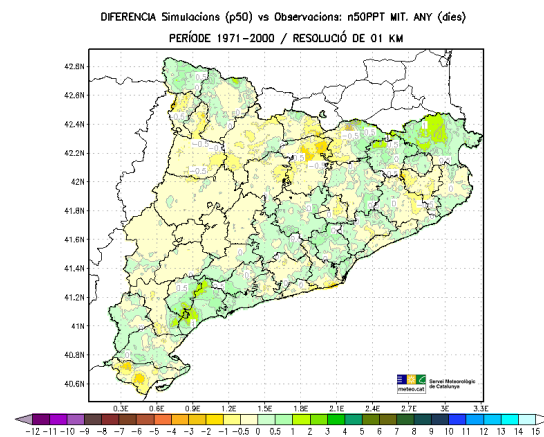 DIFERENCIA Simulacions (p50) vs Observacions: n50PPT MIT. ANY (dies)
PERÍODE 1971-2000 / RESOLUCIÓ DE 01 KM
42.8N
42.6N
42.4N
42.2N
42N
41.8N
41.6N
41.4N
41.2N
41N
40.8N
40.6N
meteo.cat Servei Meteorològic
de Catalunya
0.3E 0.6E 0.9E 1.2E 1.5E 1.8E 2.1E 2.4E 2.7E 3E 3.3E
-12 -11 -10 -9 -8 -7 -6 -5 -4 -3 -2 -1 -0.5 0 0.5 1 2 3 4 5 6 7 8 9 10 11 12 13 14 15